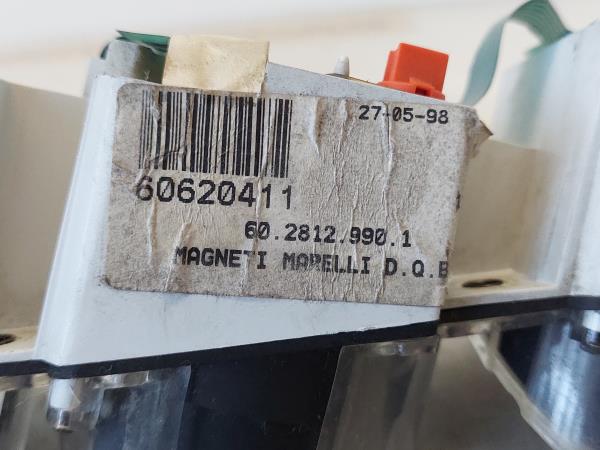 27-05-98
60620411
60.2812.990.1
MAGNETI MARELLI D.Q.E